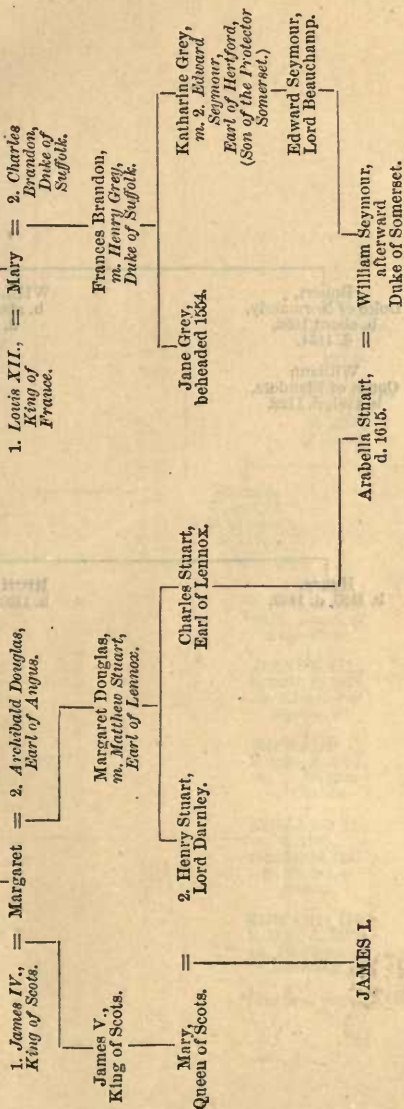 1. James IV.,
King of Scots.
= Margaret =
2. Archibald Douglas,
Earl of Angus.
1. Louis XII.,
King of
France.
= Mary =
2. Charles
Brandon,
Duke of
Suffolk.
James V.,
King of Scots.
Margaret Douglas,
m. Matthew Stuart,
Earl of Lennox.
Frances Brandon,
m. Henry Grey,
Duke of Suffolk.
Mary,
Queen of Scots.
=
2. Henry Stuart,
Lord Darnley.
Charles Stuart,
Earl of Lennox.
Jane Grey,
beheaded 1554.
Katharine Grey,
m. 2. Edward
Seymour,
Earl of Hertford,
(Son of the Protector
Somerset.)
Edward Seymour,
Lord Beauchamp.
JAMES I.
Arabella Stuart,
d. 1615.
=
William Seymour,
afterward
Duke of Somerset.